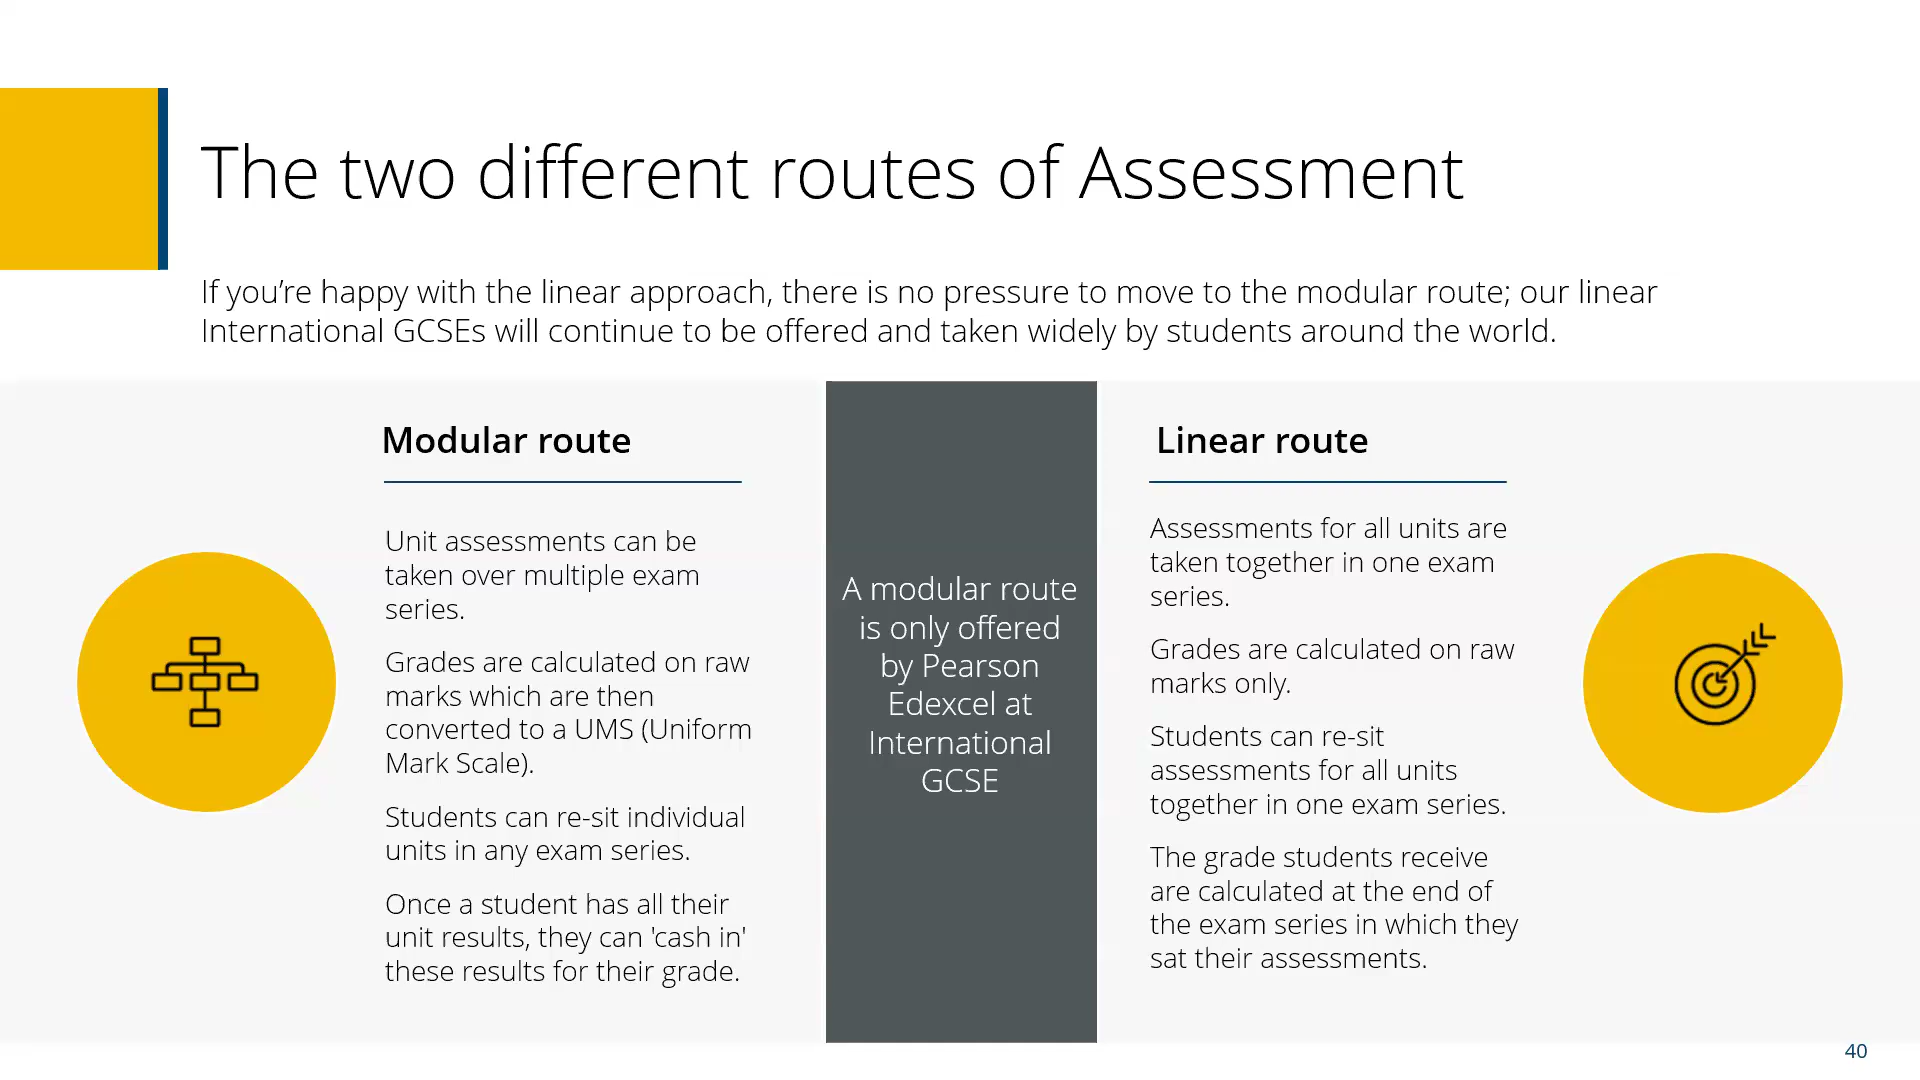 The two different routes of Assessment
If you’re happy with the linear approach, there is no pressure to move to the modular route; our linear
International GCSEs will continue to be offered and taken widely by students around the world.
Modular route
Unit assessments can be
taken over multiple exam
series.
Grades are calculated on raw
marks which are then
converted to a UMS (Uniform
Mark Scale).
Students can re-sit individual
units in any exam series.
Once a student has all their
unit results, they can 'cash in'
these results for their grade.
A modular route
is only offered
by Pearson
Edexcel at
International
GCSE
Linear route
Assessments for all units are
taken together in one exam
series.
Grades are calculated on raw
marks only.
Students can re-sit
assessments for all units
together in one exam series.
The grade students receive
are calculated at the end of
the exam series in which they
sat their assessments.
40